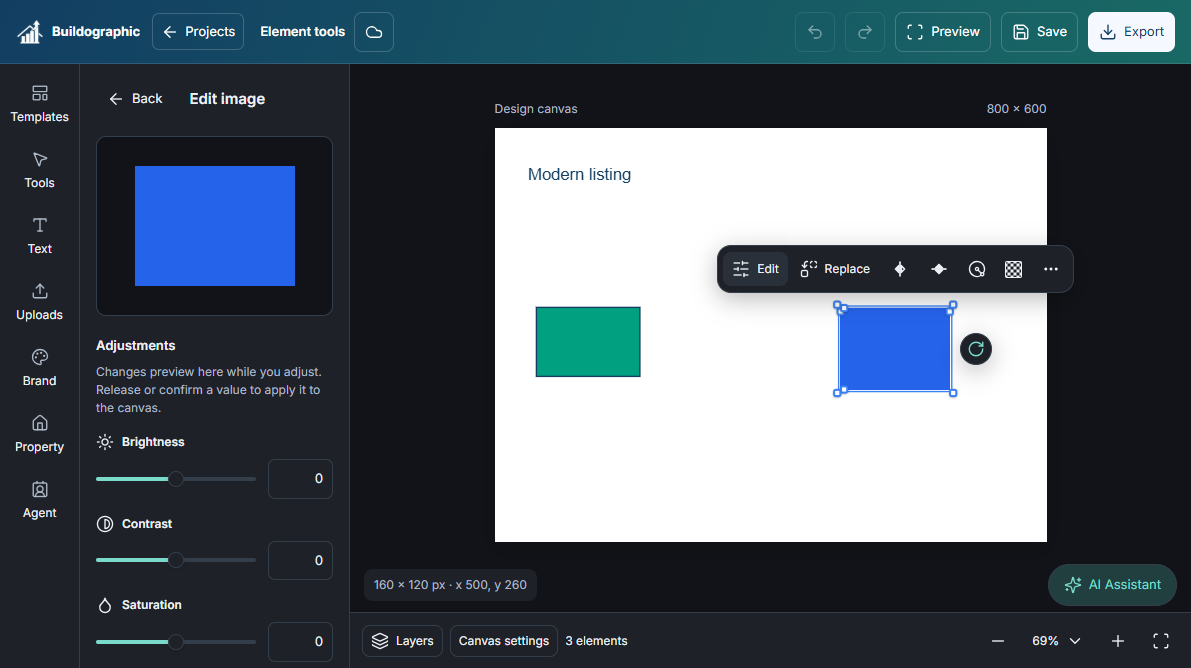 Buildographic
Projects
Element tools
Preview
Save
Export
Templates
Tools
Text
Uploads
Brand
Property
Agent
Back
Edit image
Adjustments
Changes preview here while you adjust.
Release or confirm a value to apply it to
the canvas.
Brightness
0
Contrast
0
Saturation
0
Design canvas
800 × 600
Modern listing
Edit
Replace
160 × 120 px · x 500, y 260
AI Assistant
Layers
Canvas settings
3 elements
69%